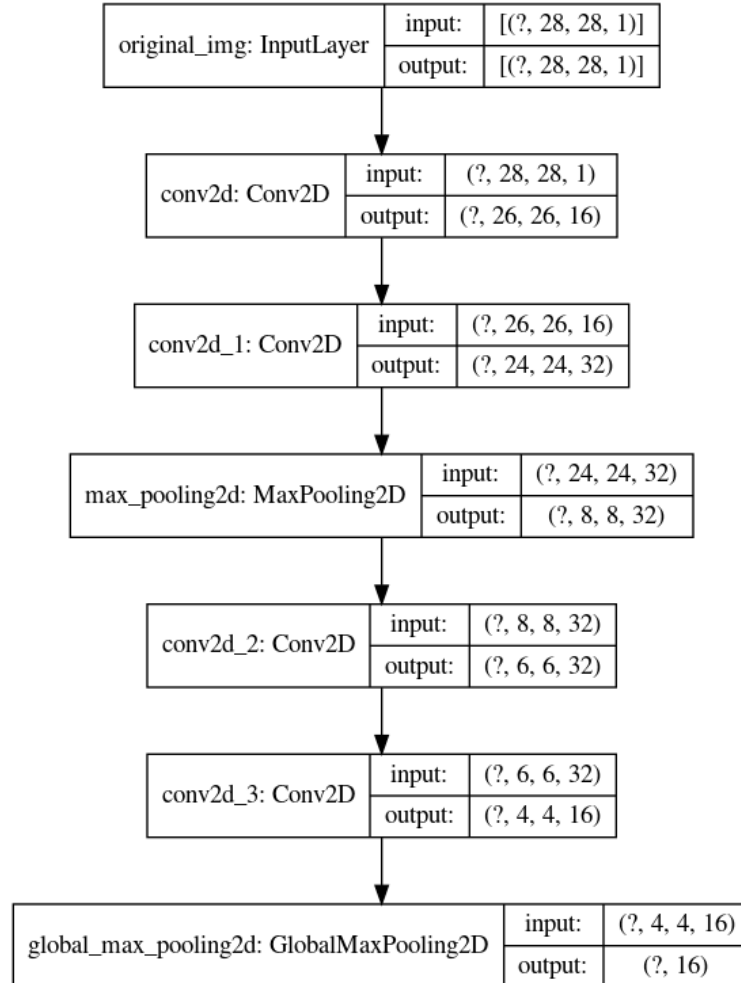 original_img: InputLayer
input: [(?, 28, 28, 1)]
output: [(?, 28, 28, 1)]
conv2d: Conv2D
input: (?, 28, 28, 1)
output: (?, 26, 26, 16)
conv2d_1: Conv2D
input: (?, 26, 26, 16)
output: (?, 24, 24, 32)
max_pooling2d: MaxPooling2D
input: (?, 24, 24, 32)
output: (?, 8, 8, 32)
conv2d_2: Conv2D
input: (?, 8, 8, 32)
output: (?, 6, 6, 32)
conv2d_3: Conv2D
input: (?, 6, 6, 32)
output: (?, 4, 4, 16)
global_max_pooling2d: GlobalMaxPooling2D
input: (?, 4, 4, 16)
output: (?, 16)